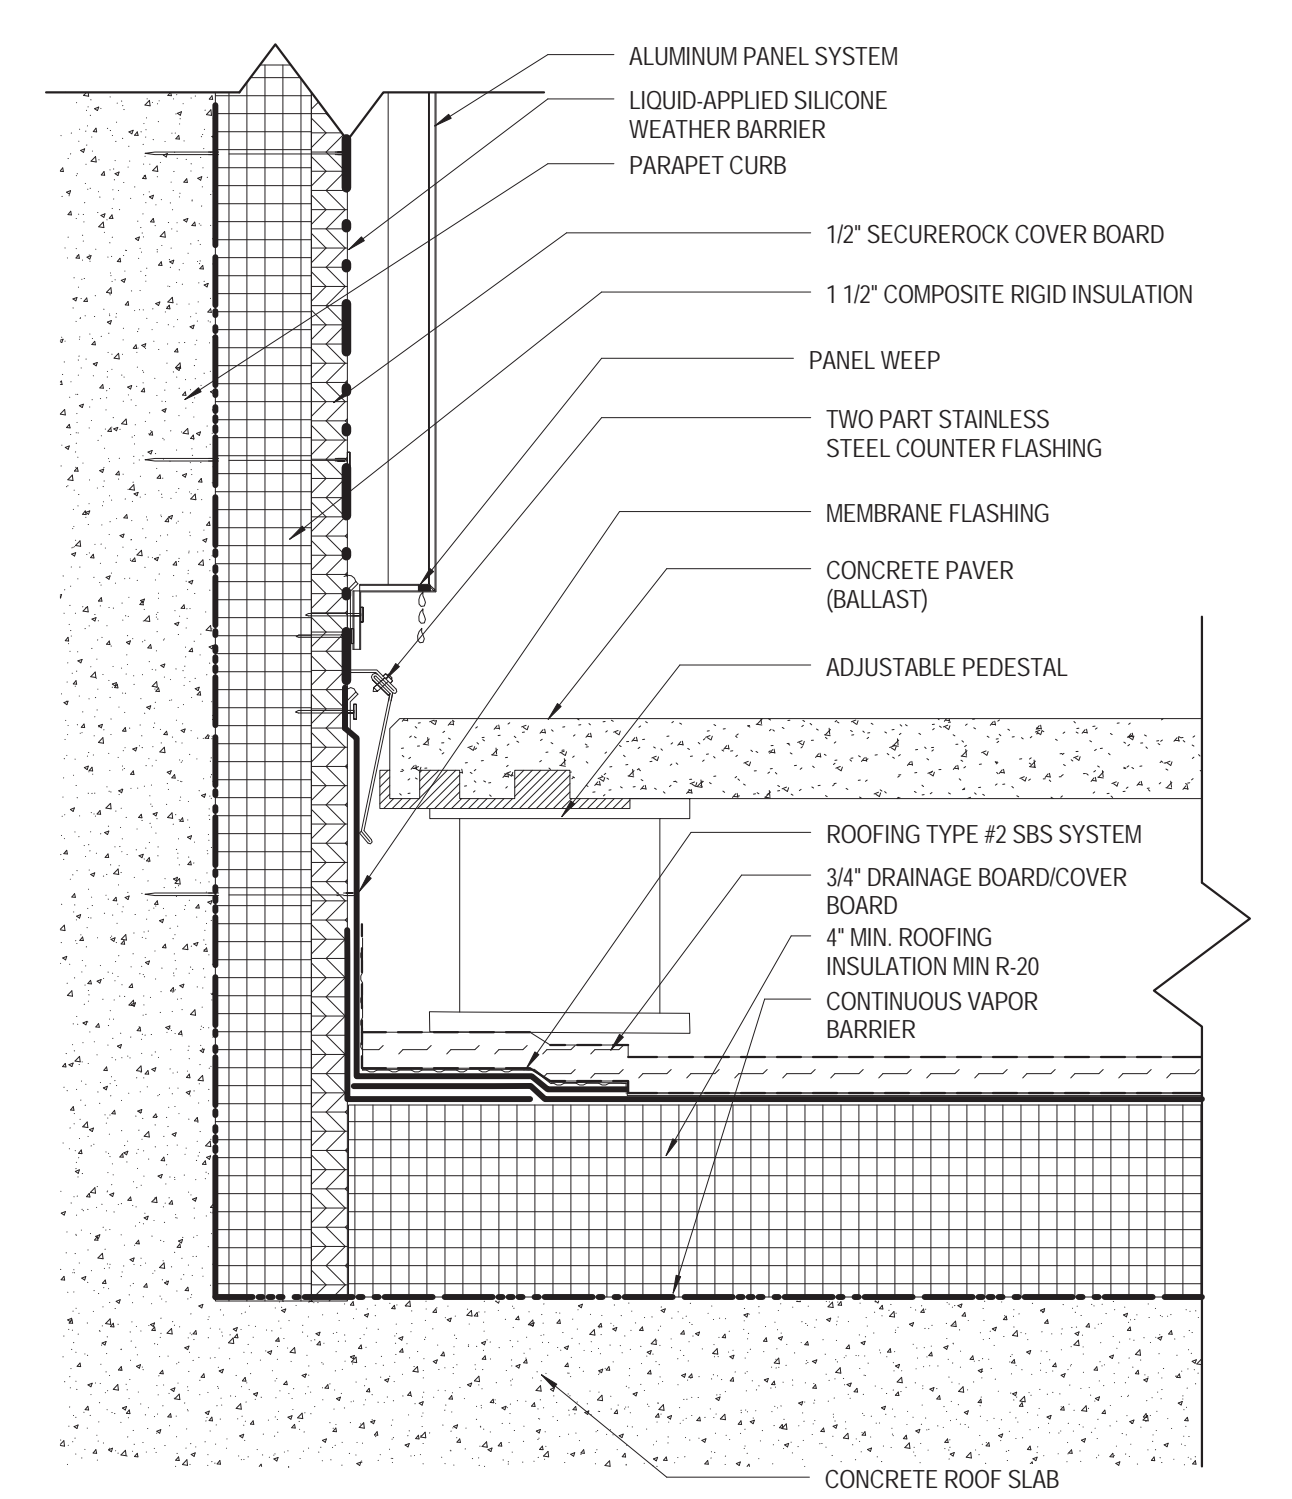 ALUMINUM PANEL SYSTEM
LIQUID-APPLIED SILICONE
WEATHER BARRIER
PARAPET CURB
1/2" SECUREROCK COVER BOARD
1 1/2" COMPOSITE RIGID INSULATION
PANEL WEEP
TWO PART STAINLESS
STEEL COUNTER FLASHING
MEMBRANE FLASHING
CONCRETE PAVER
(BALLAST)
ADJUSTABLE PEDESTAL
ROOFING TYPE #2 SBS SYSTEM
3/4" DRAINAGE BOARD/COVER
BOARD
4" MIN. ROOFING
INSULATION MIN R-20
CONTINUOUS VAPOR
BARRIER
CONCRETE ROOF SLAB